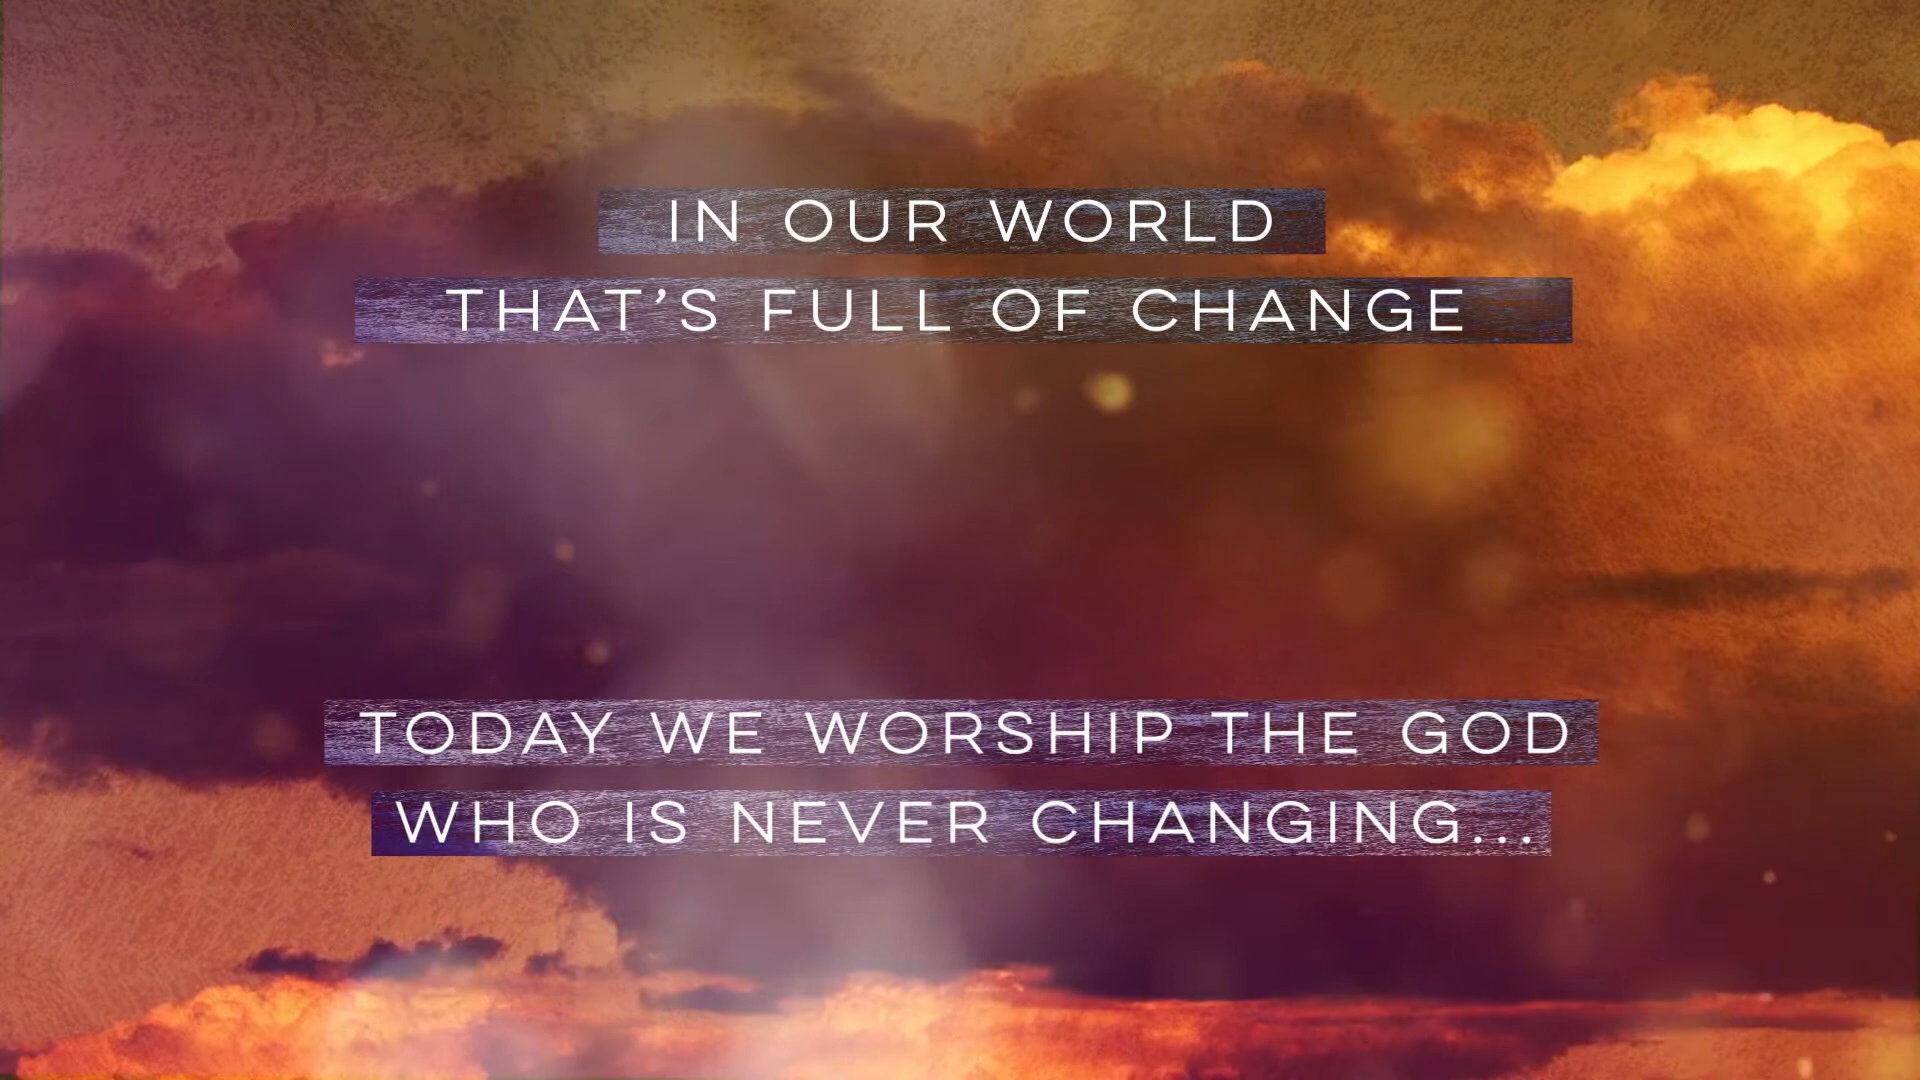 IN OUR WORLD
THAT’S FULL OF CHANGE
TODAY WE WORSHIP THE GOD
WHO IS NEVER CHANGING...